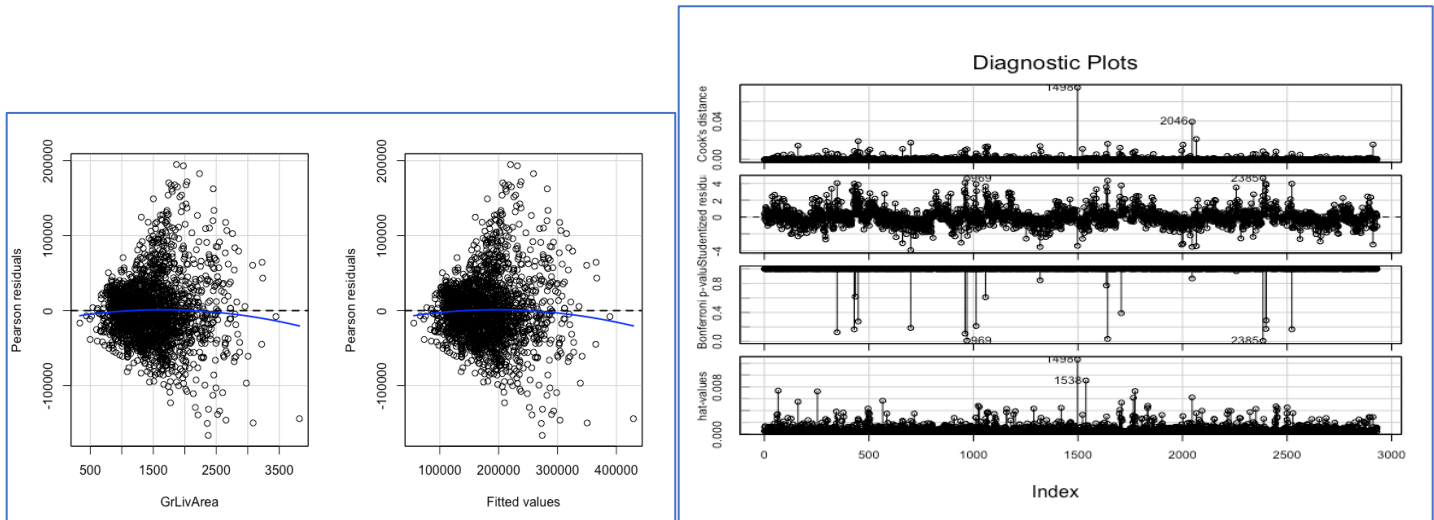 Pearson residuals
-100000 0 100000 200000
500 1500 2500 3500
GrLivArea
Pearson residuals
-100000 0 100000 200000
100000 200000 300000 400000
Fitted values
Diagnostic Plots
Cook's distance
0.00 0.04
1498
2046
Studentized residu
-4 0 2 4
969
2385
Bonferroni p-valu
0.0 0.4 0.8
969
2385
hat-values
0.000 0.008
1498
1538
0 500 1000 1500 2000 2500 3000
Index